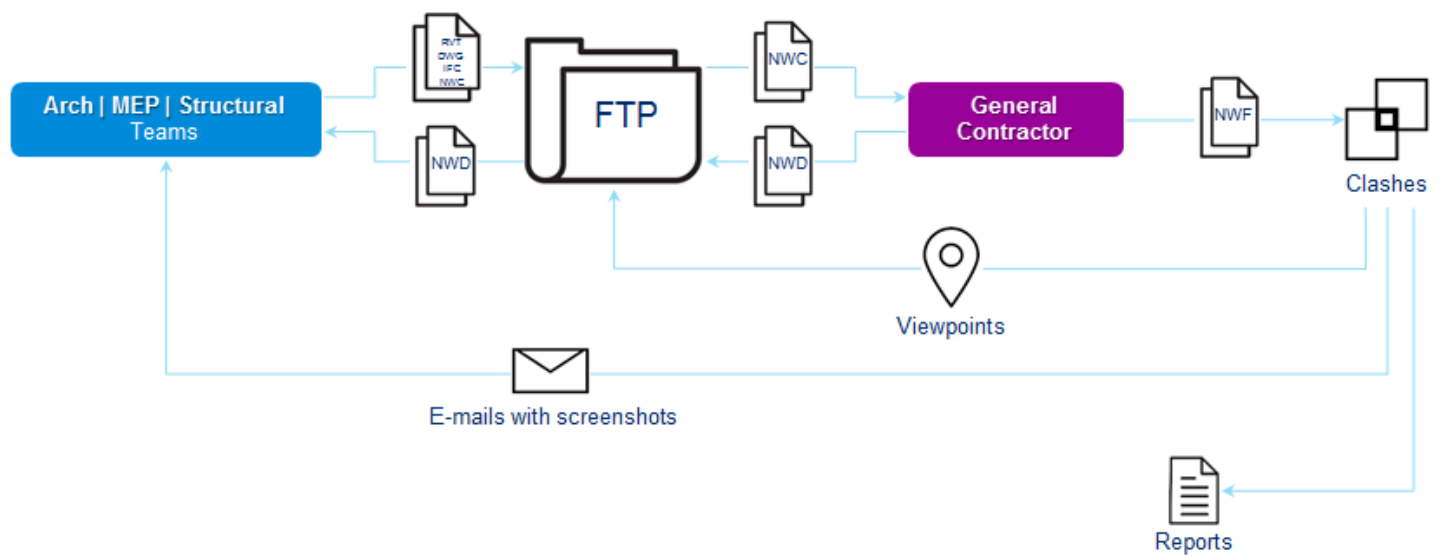 RVT
DWG
IFC
NWC
NWC
FTP
Arch | MEP | Structural
Teams
General
Contractor
NWF
NWD
NWD
Clashes
Viewpoints
E-mails with screenshots
Reports